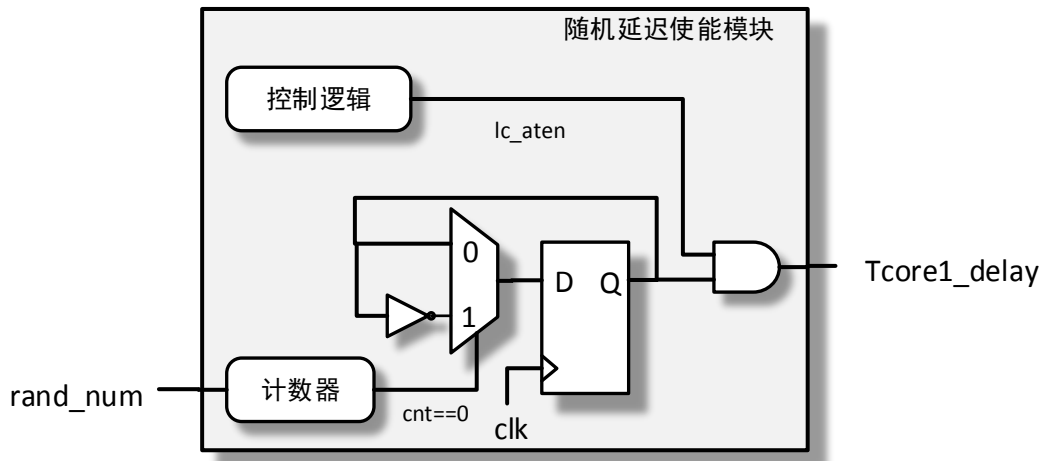 随机延迟使能模块
控制逻辑
lc_aten
0
D Q
Tcore1_delay
1
rand_num
计数器
cnt==0
clk